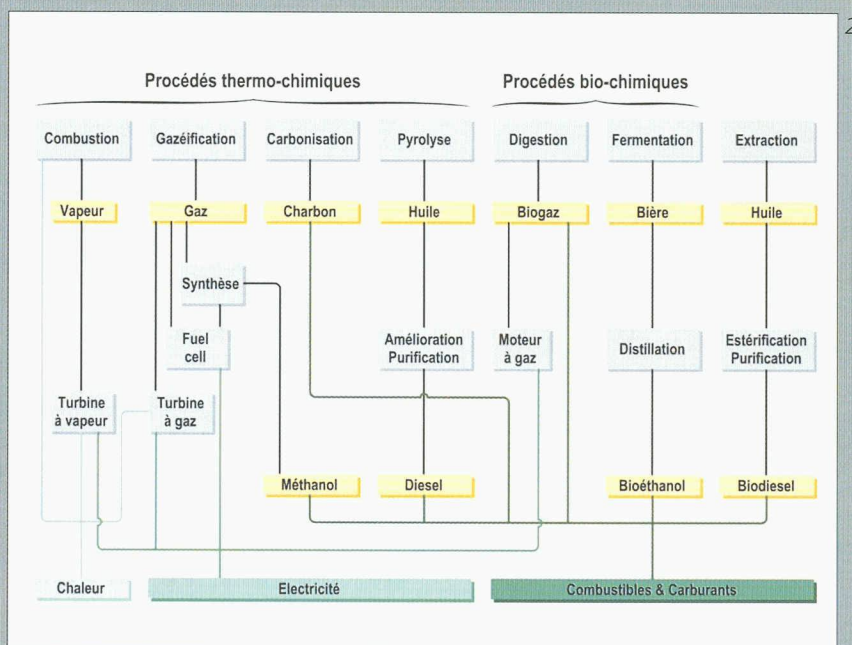 2
Procédés thermo-chimiques
Procédés bio-chimiques
Combustion
Gazéification
Carbonisation
Pyrolyse
Digestion
Fermentation
Extraction
Vapeur
Gaz
Charbon
Huile
Biogaz
Bière
Huile
Synthèse
Fuel
cell
Amélioration
Purification
Moteur
à gaz
Distillation
Estérification
Purification
Turbine
à vapeur
Turbine
à gaz
Méthanol
Diesel
Bioéthanol
Biodiesel
Chaleur
Electricité
Combustibles & Carburants